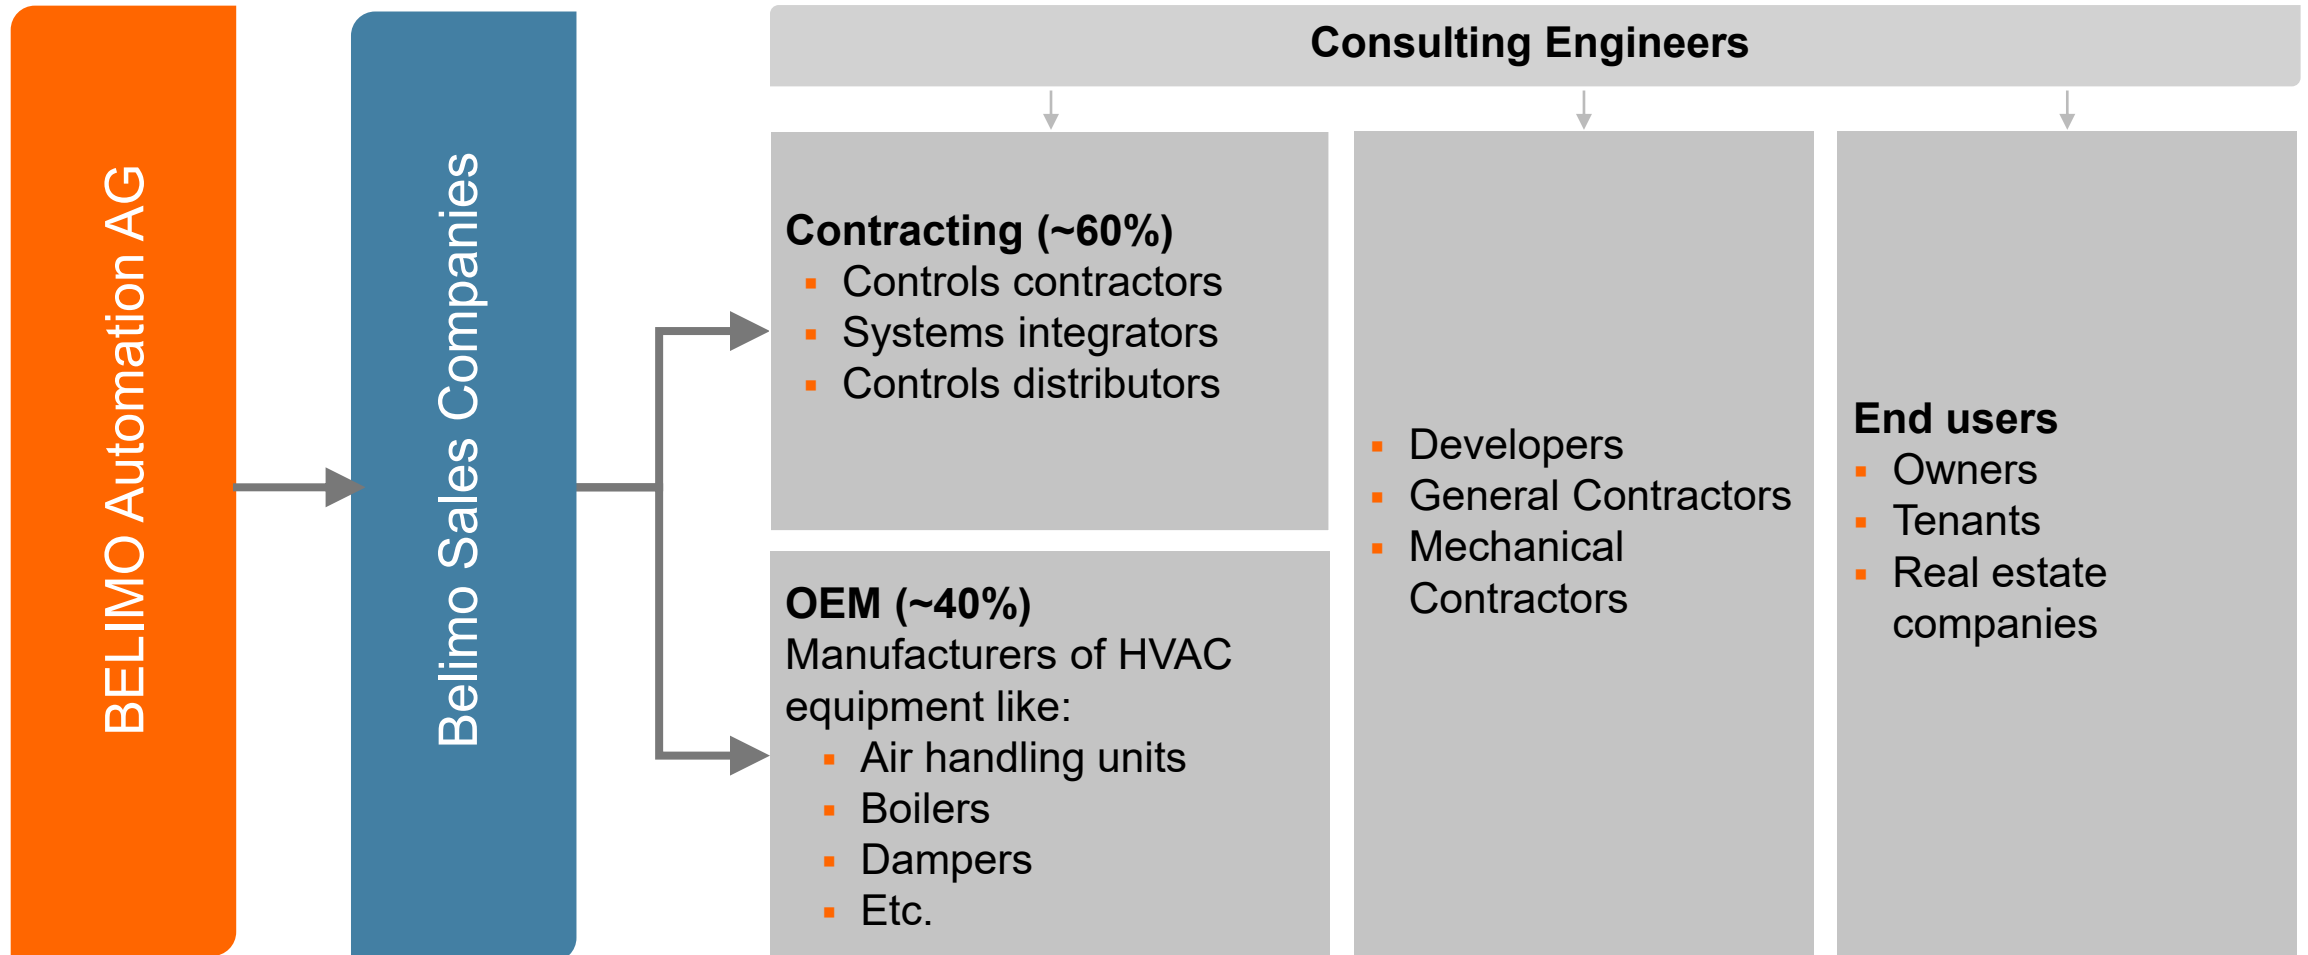 BELIMO Automation AG
Belimo Sales Companies
Consulting Engineers
Contracting (~60%)
▪ Controls contractors
▪ Systems integrators
▪ Controls distributors
OEM (~40%)
Manufacturers of HVAC
equipment like:
▪ Air handling units
▪ Boilers
▪ Dampers
▪ Etc.
▪ Developers
▪ General Contractors
▪ Mechanical
Contractors
End users
▪ Owners
▪ Tenants
▪ Real estate
companies